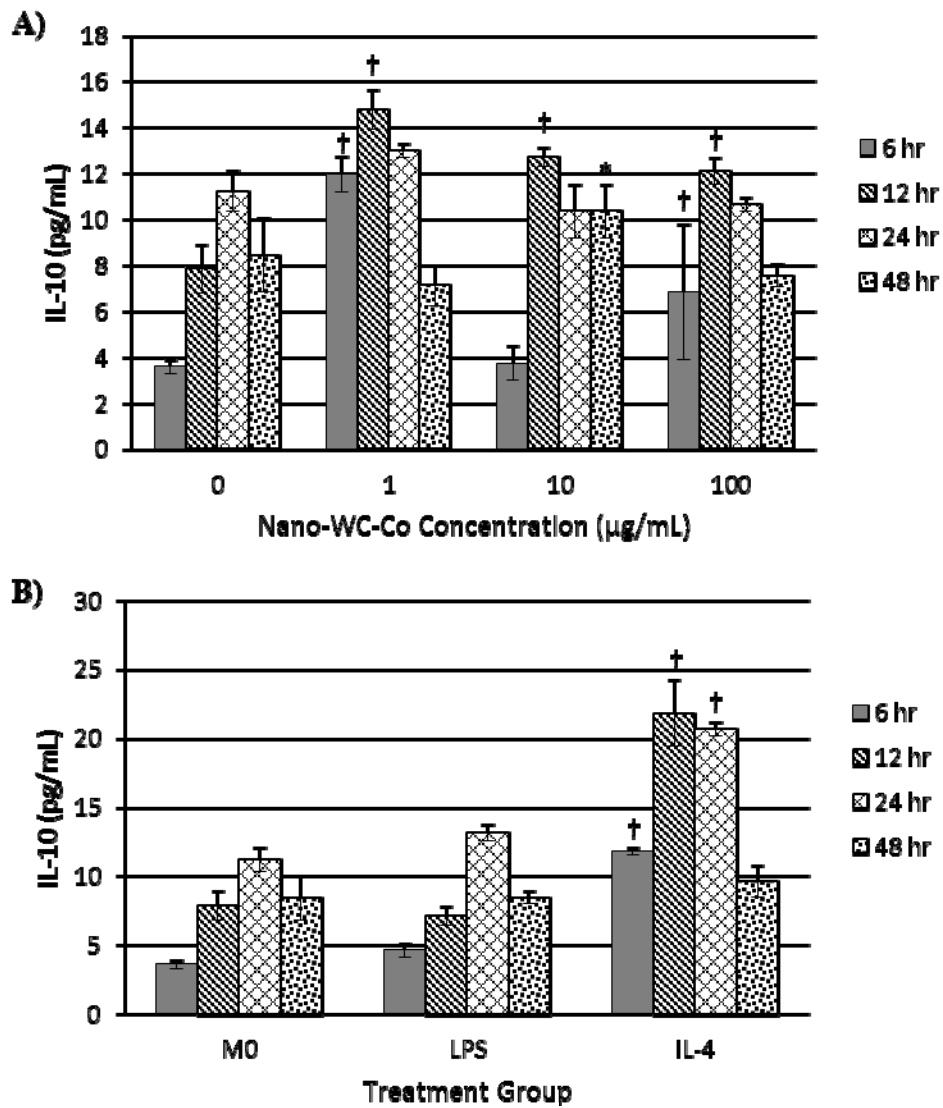 A)
18
16
14
12
10
8
6
4
2
0
IL-10 (pg/mL)
† † † * † †
0 1 10 100
Nano-WC-Co Concentration (µg/mL)
6 hr
12 hr
24 hr
48 hr
B)
30
25
20
15
10
5
0
IL-10 (pg/mL)
† † †
M0 LPS IL-4
Treatment Group
6 hr
12 hr
24 hr
48 hr